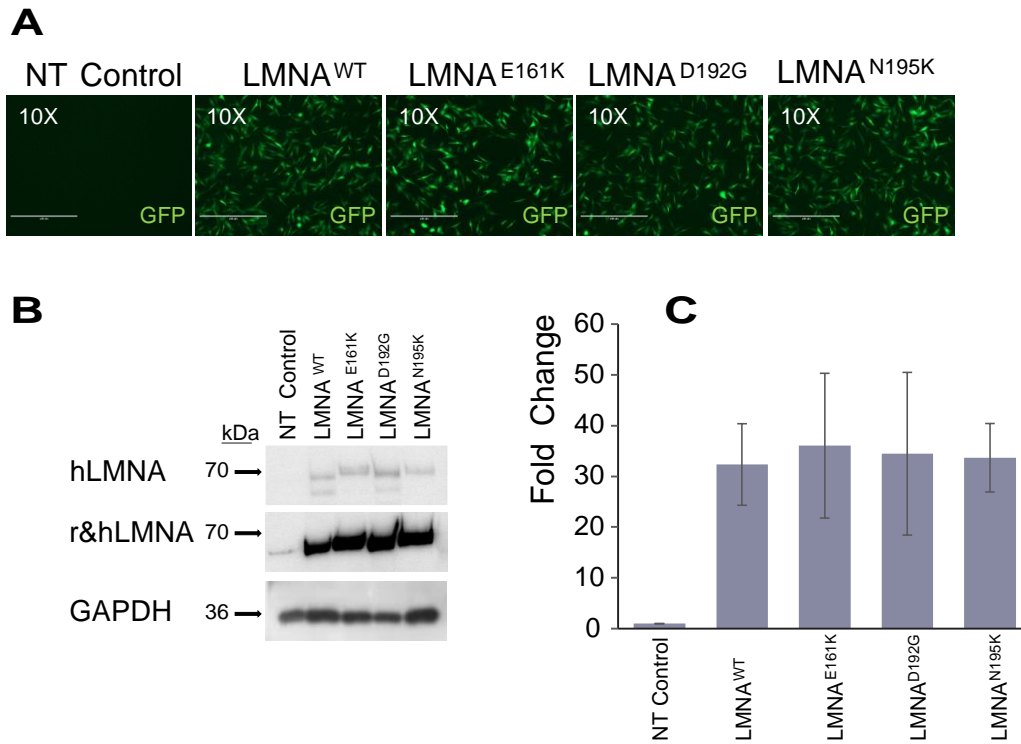 A
NT Control
LMNA WT
LMNA E161K
LMNA D192G
LMNA N195K
10X
GFP
10X
GFP
10X
GFP
10X
GFP
10X
GFP
B
NT Control
LMNA WT
LMNA E161K
LMNA D192G
LMNA N195K
kDa
hLMNA
70
r&hLMNA
70
GAPDH
36
C
Fold Change
60
50
40
30
20
10
0
NT Control
LMNA WT
LMNA E161K
LMNA D192G
LMNA N195K